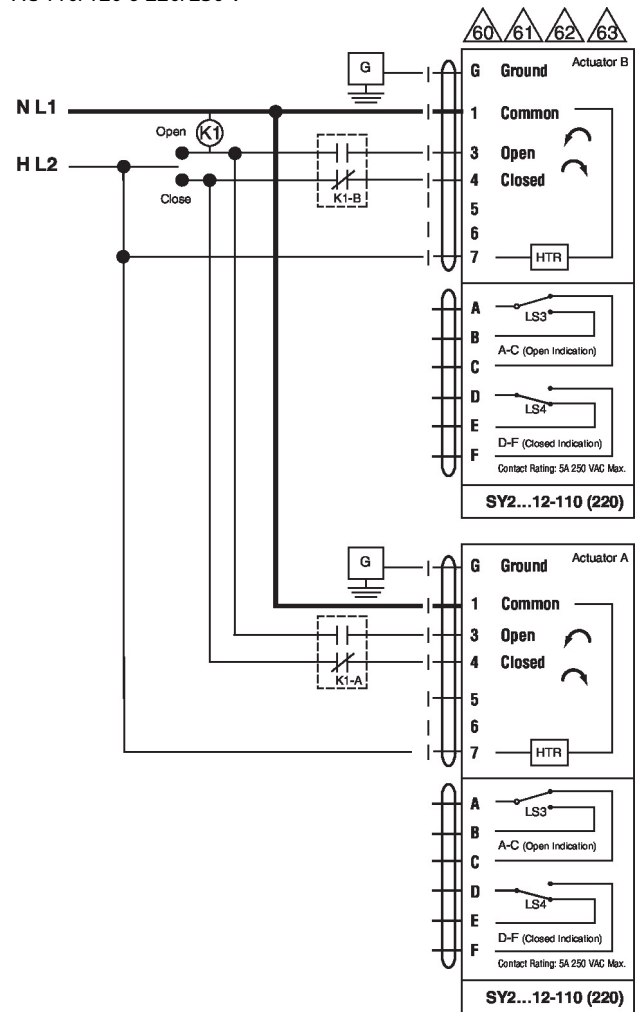 60 61 62 63
G G Ground Actuator B
N L1 1 Common
Open K1 3 Open
H L2 4 Closed
Close K1-B
5
6
7 HTR
A LS3
B
A-C (Open Indication)
C
D LS4
E
D-F (Closed Indication)
F
Contact Rating: 5A 250 VAC Max.
SY2...12-110 (220)
G G Ground Actuator A
1 Common
3 Open
4 Closed
K1-A
5
6
7 HTR
A LS3
B
A-C (Open Indication)
C
D LS4
E
D-F (Closed Indication)
F
Contact Rating: 5A 250 VAC Max.
SY2...12-110 (220)